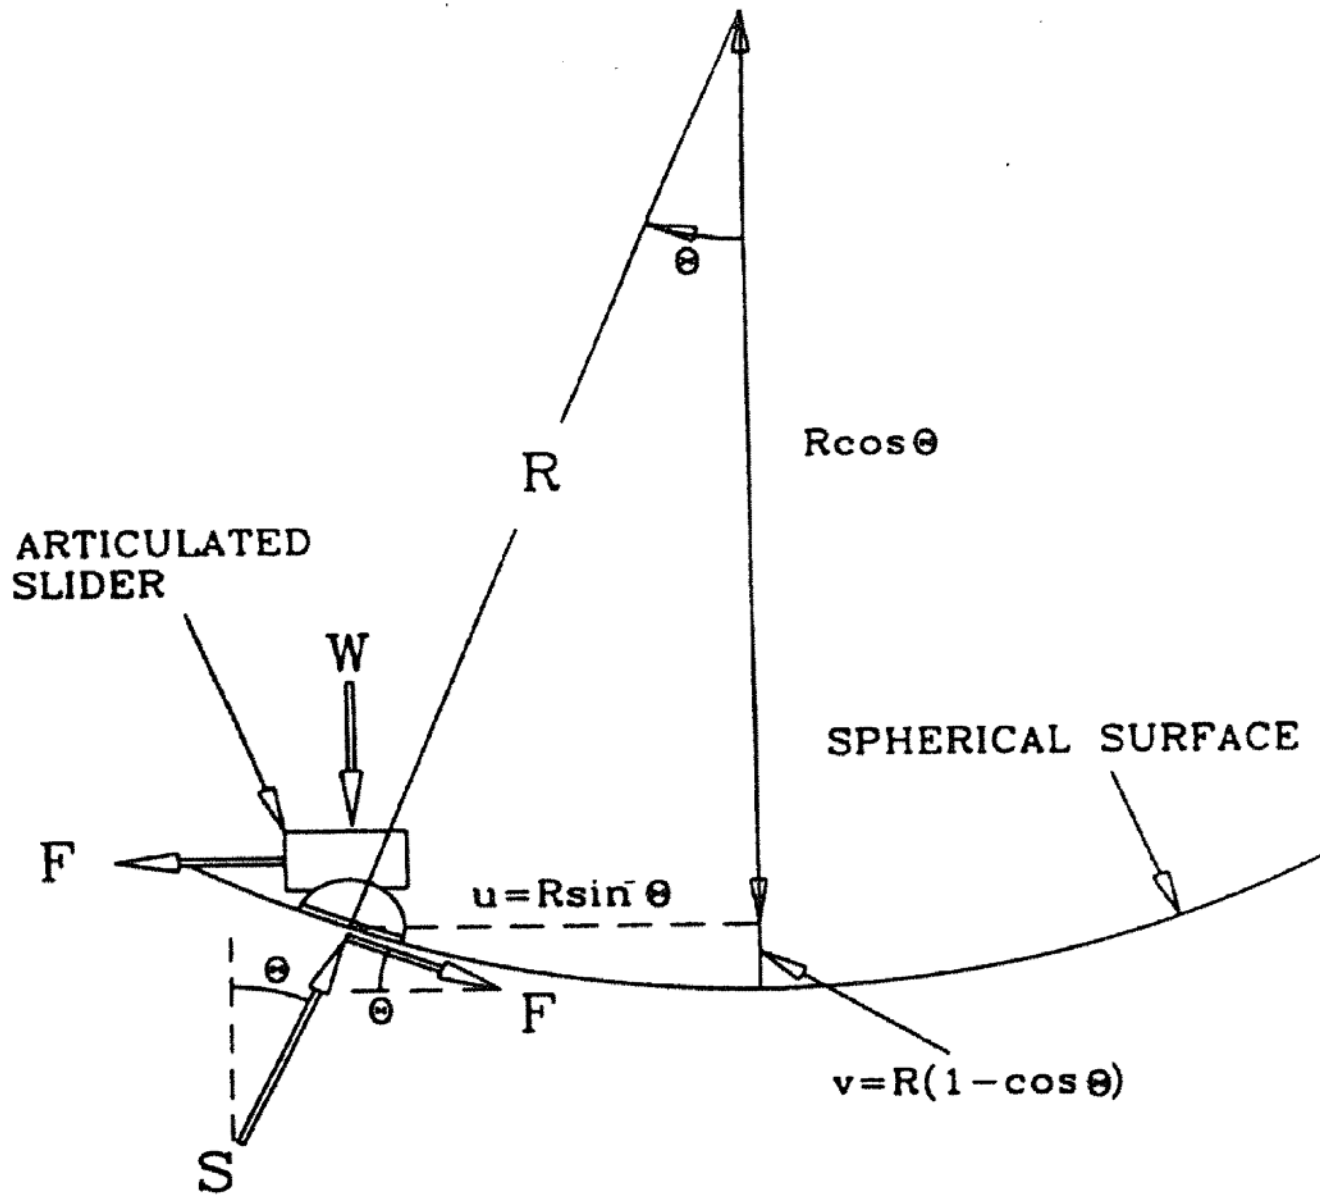 Θ
Rcosθ
R
ARTICULATED
SLIDER
W
SPHERICAL SURFACE
F
u=Rsin Θ
Θ
Θ
F
v=R(1-cosθ)
S